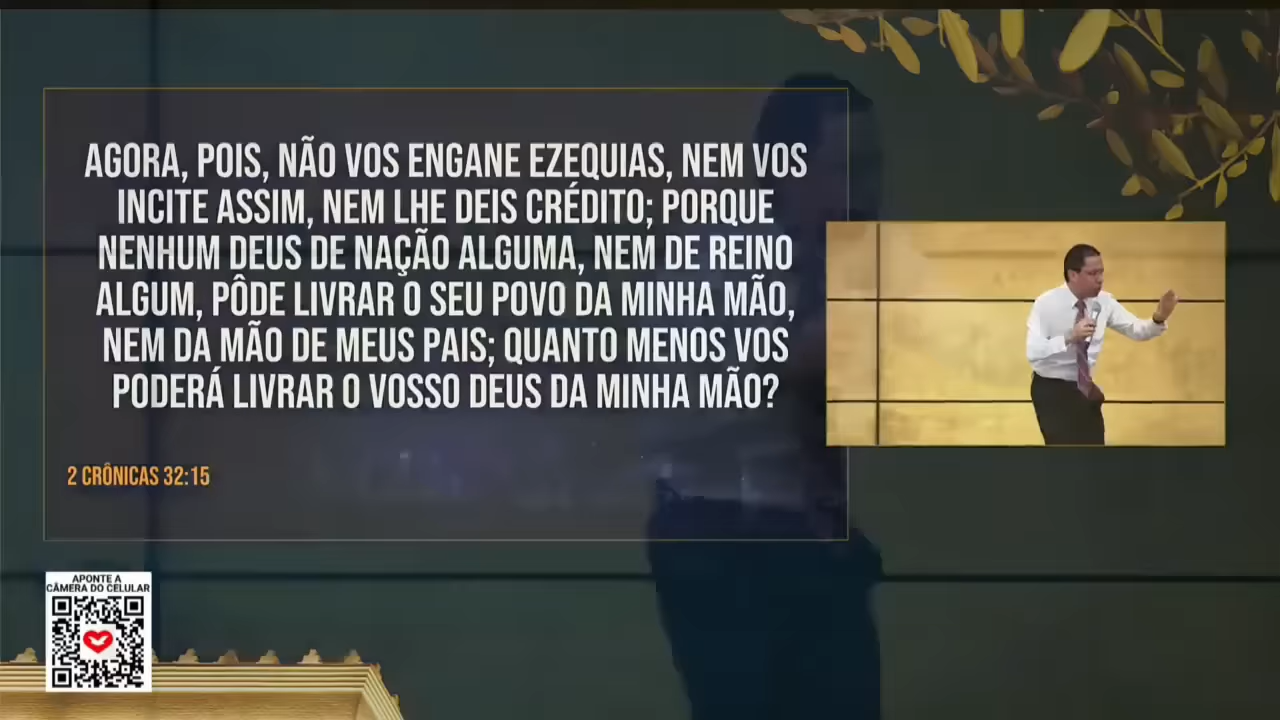 AGORA, POIS, NÃO VOS ENGANE EZEQUIAS, NEM VOS
INCITE ASSIM, NEM LHE DEIS CRÉDITO; PORQUE
NENHUM DEUS DE NAÇÃO ALGUMA, NEM DE REINO
ALGUM, PÔDE LIVRAR O SEU POVO DA MINHA MÃO,
NEM DA MÃO DE MEUS PAIS; QUANTO MENOS VOS
PODERÁ LIVRAR O VOSSO DEUS DA MINHA MÃO?
2 CRÔNICAS 32:15
APONTE A
CÂMERA DO CELULAR